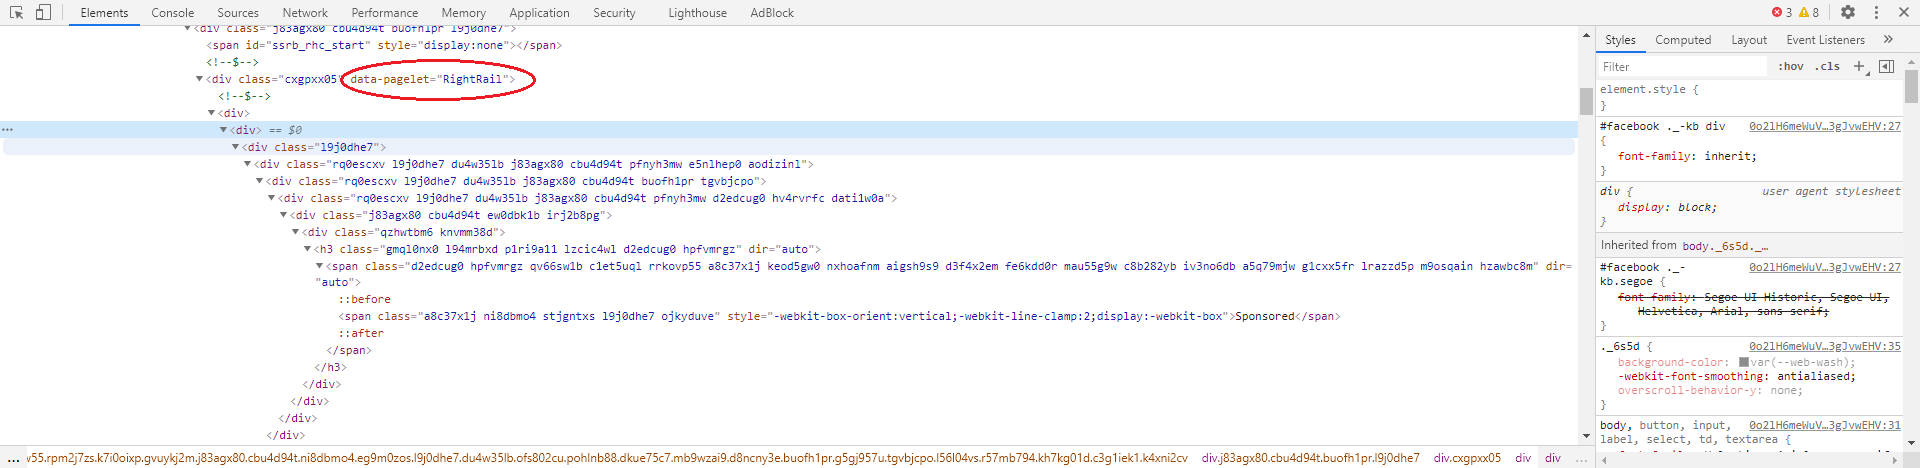 Elements Console Sources Network Performance Memory Application Security Lighthouse AdBlock 3 8
<div class="j83agx80 cbu4d94t buofh1pr l9j0dhe7">
<span id="ssrb_rhc_start" style="display:none"></span>
<!--$-->
<div class="cxgpxx05" data-pagelet="RightRail">
<!--$-->
<div>
… <div> == $0
<div class="l9j0dhe7">
<div class="rq0escxv l9j0dhe7 du4w35lb j83agx80 cbu4d94t pfnyh3mw e5nlhep0 aodizinl">
<div class="rq0escxv l9j0dhe7 du4w35lb j83agx80 cbu4d94t buofh1pr tgvbjcpo">
<div class="rq0escxv l9j0dhe7 du4w35lb j83agx80 cbu4d94t pfnyh3mw d2edcug0 hv4rvrfc dati1w0a">
<div class="j83agx80 cbu4d94t ew0dbk1b irj2b8pg">
<div class="qzhwtbm6 knvmm38d">
<h3 class="gmql0nx0 l94mrbxd p1ri9a11 lzcic4wl d2edcug0 hpfvmrgz" dir="auto">
<span class="d2edcug0 hpfvmrgz qv66sw1b c1et5uql rrkovp55 a8c37x1j keod5gw0 nxhoafnm aigsh9s9 d3f4x2em fe6kdd0r mau55g9w c8b282yb iv3no6db a5q79mjw g1cxx5fr lrazzd5p m9osqain hzawbc8m" dir=
"auto">
::before
<span class="a8c37x1j ni8dbmo4 stjgntxs l9j0dhe7 ojkyduve" style="-webkit-box-orient:vertical;-webkit-line-clamp:2;display:-webkit-box">Sponsored</span>
::after
</span>
</h3>
</div>
</div>
</div>
</div>
… v55.rpm2j7zs.k7i0oixp.gvuykj2m.j83agx80.cbu4d94t.ni8dbmo4.eg9m0zos.l9j0dhe7.du4w35lb.ofs802cu.pohlnb88.dkue75c7.mb9wzai9.d8ncny3e.buofh1pr.g5gj957u.tgvbjcpo.l56l04vs.r57mb794.kh7kg01d.c3g1iek1.k4xni2cv div.j83agx80.cbu4d94t.buofh1pr.l9j0dhe7 div.cxgpxx05 div div …
Styles Computed Layout Event Listeners »
Filter :hov .cls +
element.style {
}
#facebook ._-kb div 0o2lH6meWuV…3gJvwEHV:27
{
font-family: inherit;
}
div { user agent stylesheet
display: block;
}
Inherited from body._6s5d._…
#facebook ._- 0o2lH6meWuV…3gJvwEHV:27
kb.segoe {
font-family: Segoe UI Historic, Segoe UI,
Helvetica, Arial, sans-serif;
}
._6s5d { 0o2lH6meWuV…3gJvwEHV:35
background-color: var(--web-wash);
-webkit-font-smoothing: antialiased;
overscroll-behavior-y: none;
}
body, button, input, 0o2lH6meWuV…3gJvwEHV:31
label, select, td, textarea {